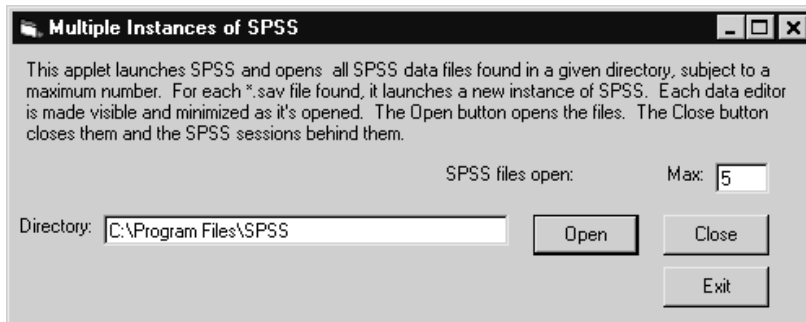 Multiple Instances of SPSS
This applet launches SPSS and opens all SPSS data files found in a given directory, subject to a
maximum number. For each *.sav file found, it launches a new instance of SPSS. Each data editor
is made visible and minimized as it's opened. The Open button opens the files. The Close button
closes them and the SPSS sessions behind them.
SPSS files open: Max: 5
Directory: C:\Program Files\SPSS Open Close
Exit